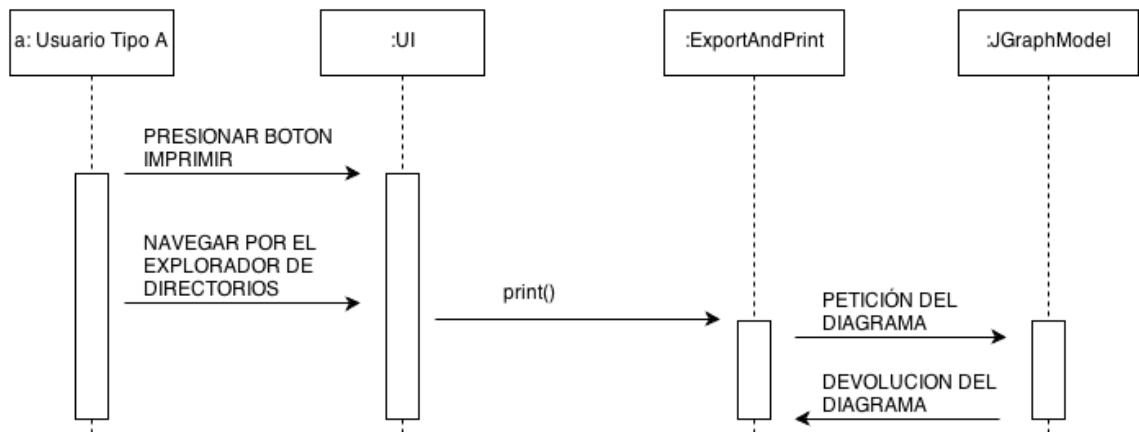 a: Usuario Tipo A
:UI
:ExportAndPrint
:JGraphModel
PRESIONAR BOTON
IMPRIMIR
NAVEGAR POR EL
EXPLORADOR DE
DIRECTORIOS
print()
PETICIÓN DEL
DIAGRAMA
DEVOLUCION DEL
DIAGRAMA